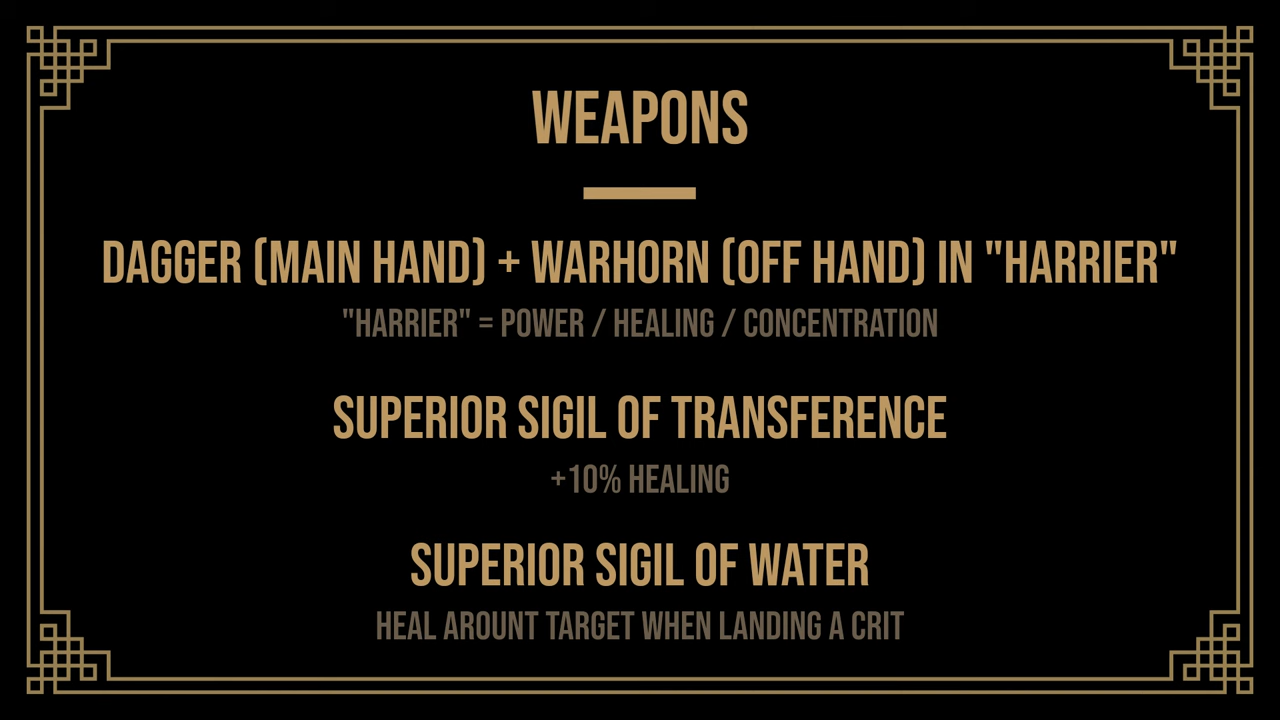 WEAPONS
DAGGER (MAIN HAND) + WARHORN (OFF HAND) IN "HARRIER"
"HARRIER" = POWER / HEALING / CONCENTRATION
SUPERIOR SIGIL OF TRANSFERENCE
+10% HEALING
SUPERIOR SIGIL OF WATER
HEAL AROUNT TARGET WHEN LANDING A CRIT